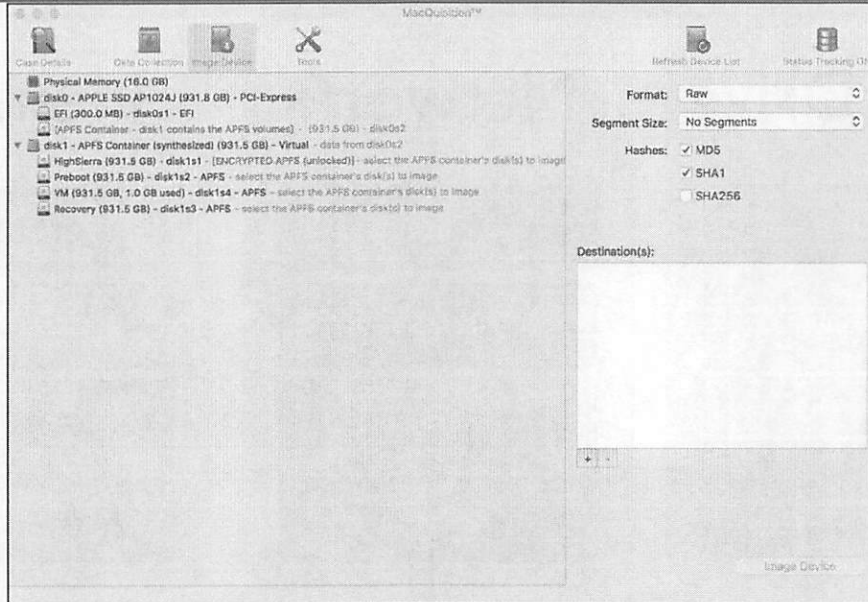 MacQuisition™
Case Details
Data Collection
Image Device
Tools
Refresh Device List
Status Tracking Off
Physical Memory (16.0 GB)
disk0 - APPLE SSD AP1024J (931.8 GB) - PCI-Express
EFI (300.0 MB) - disk0s1 - EFI
[APFS Container - disk1 contains the APFS volumes] - (931.5 GB) - disk0s2
disk1 - APFS Container (synthesized) (931.5 GB) - Virtual - data from disk0s2
HighSierra (931.5 GB) - disk1s1 - [ENCRYPTED APFS (unlocked)] - select the APFS container's disk(s) to image
Preboot (931.5 GB) - disk1s2 - APFS - select the APFS container's disk(s) to image
VM (931.5 GB, 1.0 GB used) - disk1s4 - APFS - select the APFS container's disk(s) to image
Recovery (931.5 GB) - disk1s3 - APFS - select the APFS container's disk(s) to image
Format: Raw
Segment Size: No Segments
Hashes: ✓ MD5
✓ SHA1
SHA256
Destination(s):
+ -
Image Device